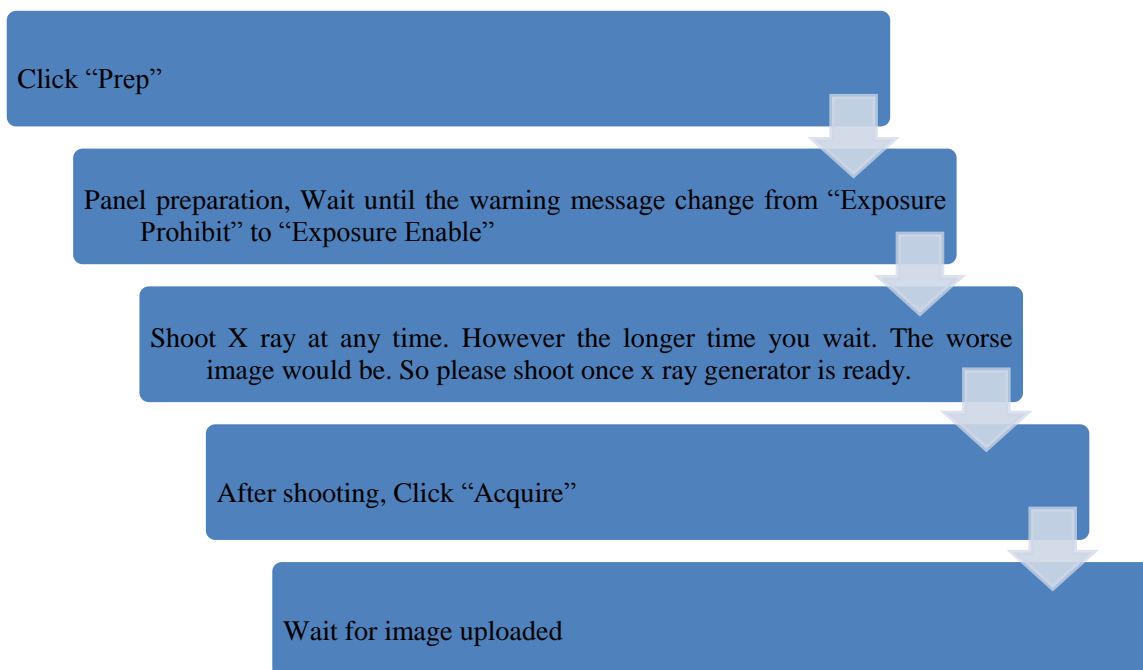 Click “Prep”
Panel preparation, Wait until the warning message change from “Exposure
Prohibit” to “Exposure Enable”
Shoot X ray at any time. However the longer time you wait. The worse
image would be. So please shoot once x ray generator is ready.
After shooting, Click “Acquire”
Wait for image uploaded